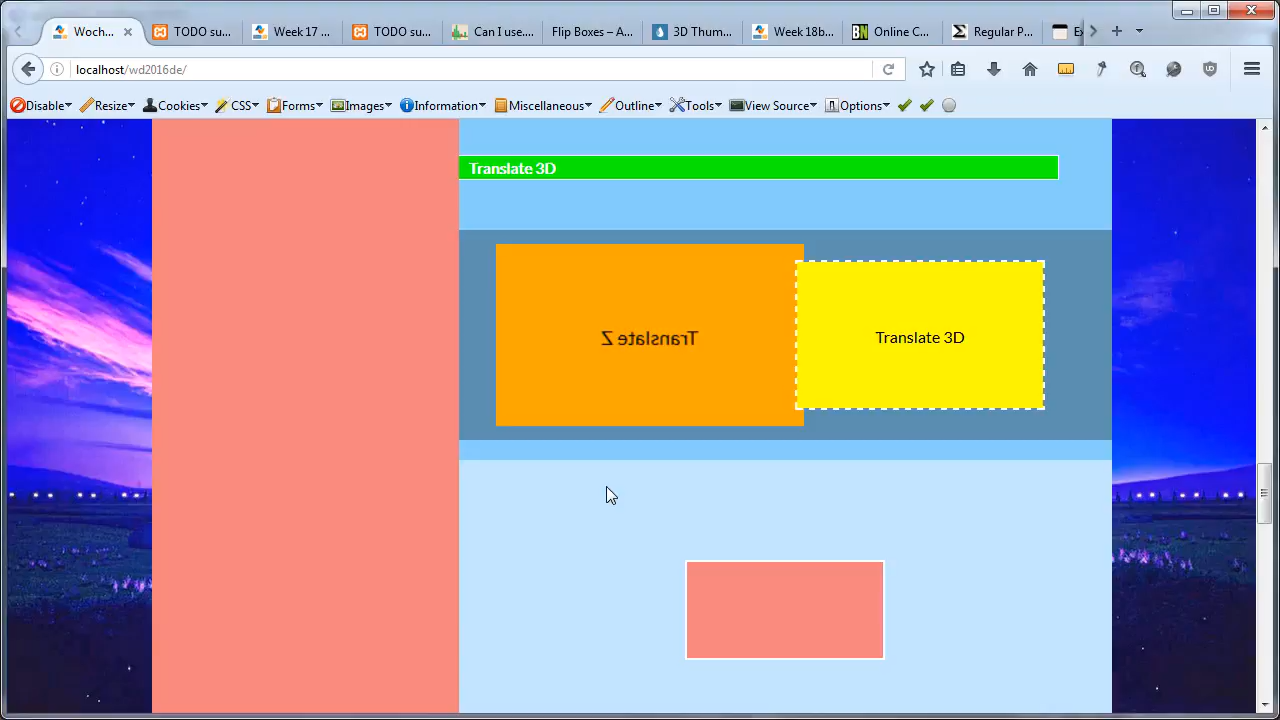 Woch...
TODO su...
Week 17 ...
TODO su...
Can I use....
Flip Boxes – A...
3D Thum...
Week 18b...
BN Online C...
Regular P...
localhost/wd2016de/
Disable
Resize
Cookies
CSS
Forms
Images
Information
Miscellaneous
Outline
Tools
View Source
Options
Translate 3D
Translate Z
Translate 3D